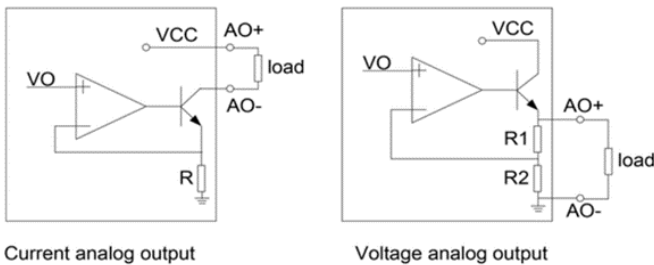 VCC
AO+
load
VO
AO-
R
Current analog output
VCC
VO
AO+
R1
load
R2
AO-
Voltage analog output